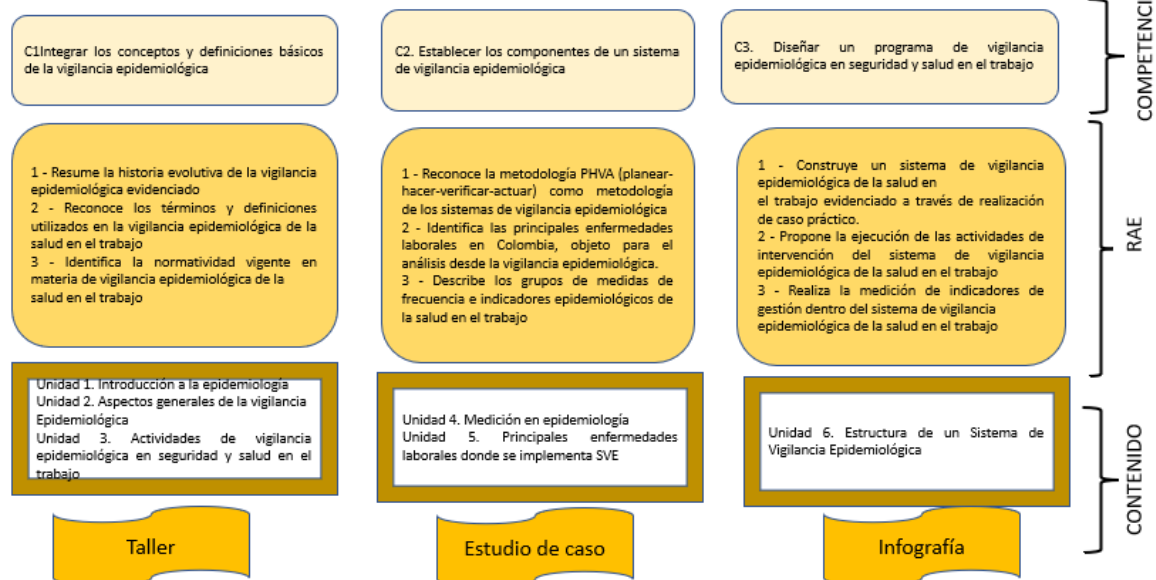 C1Integrar los conceptos y definiciones básicos
de la vigilancia epidemiológica
C2. Establecer los componentes de un sistema
de vigilancia epidemiológica
C3. Diseñar un programa de vigilancia
epidemiológica en seguridad y salud en el trabajo
COMPETENCI
1 - Resume la historia evolutiva de la vigilancia
epidemiológica evidenciado
2 - Reconoce los términos y definiciones
utilizados en la vigilancia epidemiológica de la
salud en el trabajo
3 - Identifica la normatividad vigente en
materia de vigilancia epidemiológica de la
salud en el trabajo
1 - Reconoce la metodología PHVA (planear-
hacer-verificar-actuar) como metodología
de los sistemas de vigilancia epidemiológica
2 - Identifica las principales enfermedades
laborales en Colombia, objeto para el
análisis desde la vigilancia epidemiológica.
3 - Describe los grupos de medidas de
frecuencia e indicadores epidemiológicos de
la salud en el trabajo
1 - Construye un sistema de vigilancia
epidemiológica de la salud en
el trabajo evidenciado a través de realización
de caso práctico.
2 - Propone la ejecución de las actividades de
intervención del sistema de vigilancia
epidemiológica de la salud en el trabajo
3 - Realiza la medición de indicadores de
gestión dentro del sistema de vigilancia
epidemiológica de la salud en el trabajo
RAE
Unidad 1. Introducción a la epidemiología
Unidad 2. Aspectos generales de la vigilancia
Epidemiológica
Unidad 3. Actividades de vigilancia
epidemiológica en seguridad y salud en el
trabajo
Unidad 4. Medición en epidemiología
Unidad 5. Principales enfermedades
laborales donde se implementa SVE
Unidad 6. Estructura de un Sistema de
Vigilancia Epidemiológica
CONTENIDO
Taller
Estudio de caso
Infografía